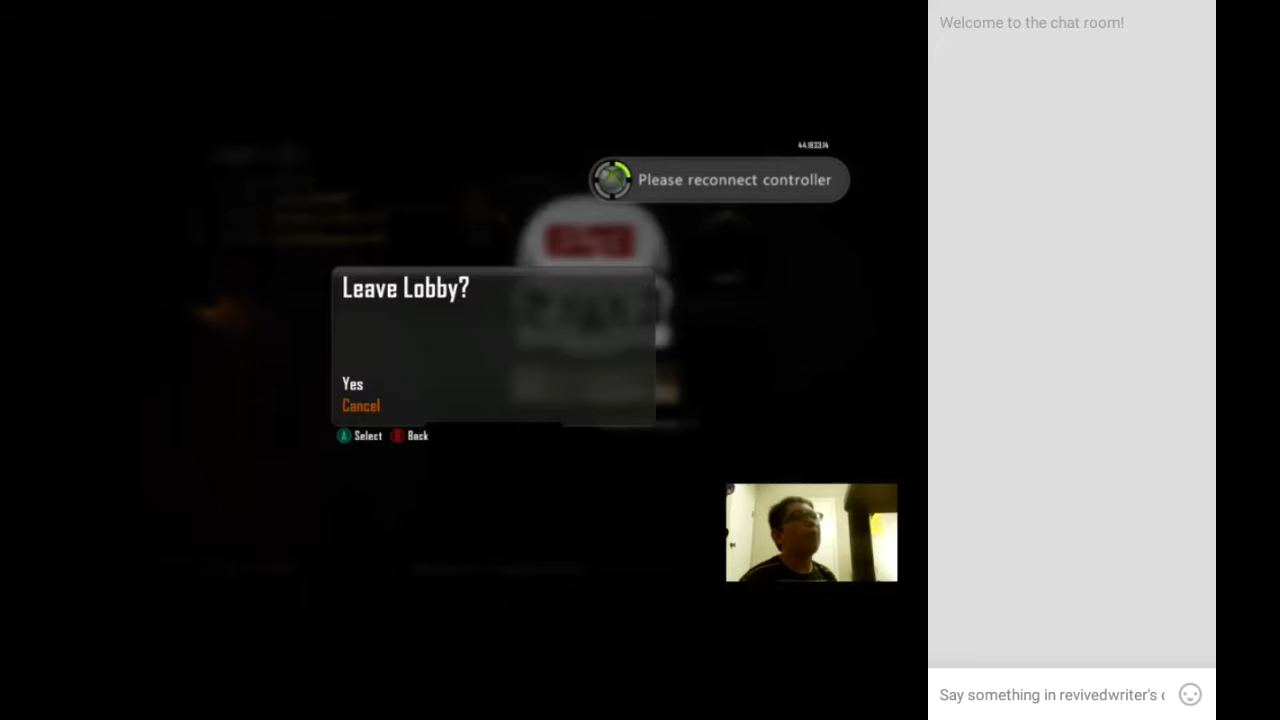 Welcome to the chat room!
Please reconnect controller
Leave Lobby?
Yes
Cancel
A Select B Back
Say something in revivedwriter's c